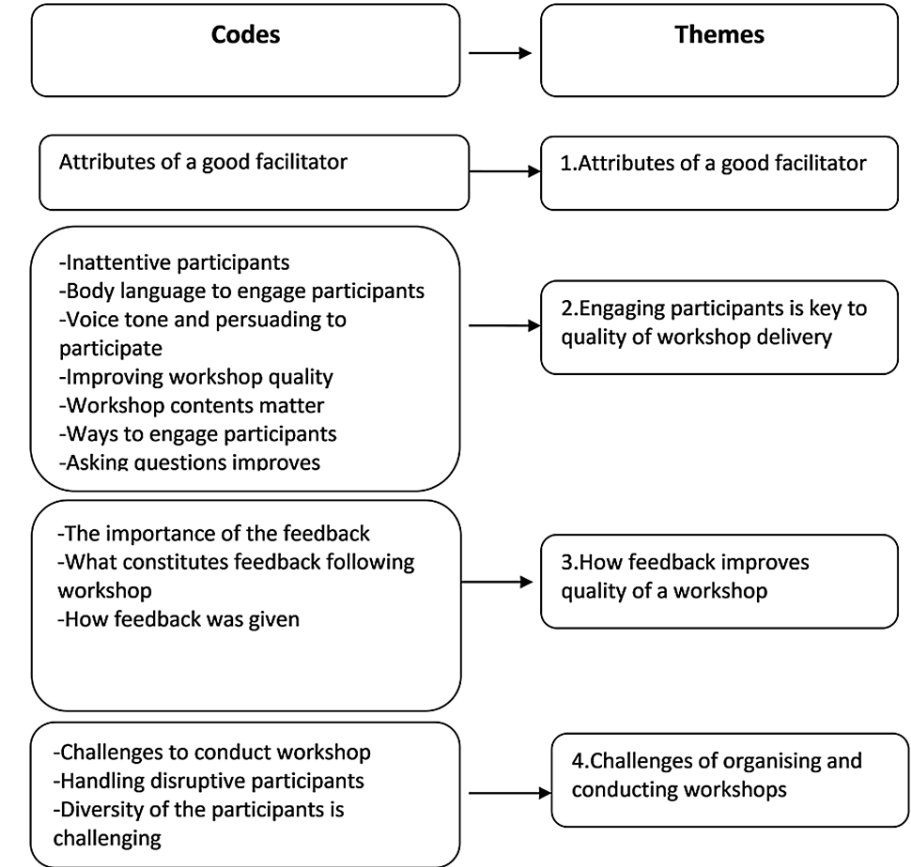 Codes
Themes
Attributes of a good facilitator
1.Attributes of a good facilitator
-Inattentive participants
-Body language to engage participants
-Voice tone and persuading to
participate
-Improving workshop quality
-Workshop contents matter
-Ways to engage participants
-Asking questions improves
2.Engaging participants is key to
quality of workshop delivery
-The importance of the feedback
-What constitutes feedback following
workshop
-How feedback was given
3.How feedback improves
quality of a workshop
-Challenges to conduct workshop
-Handling disruptive participants
-Diversity of the participants is
challenging
4.Challenges of organising and
conducting workshops